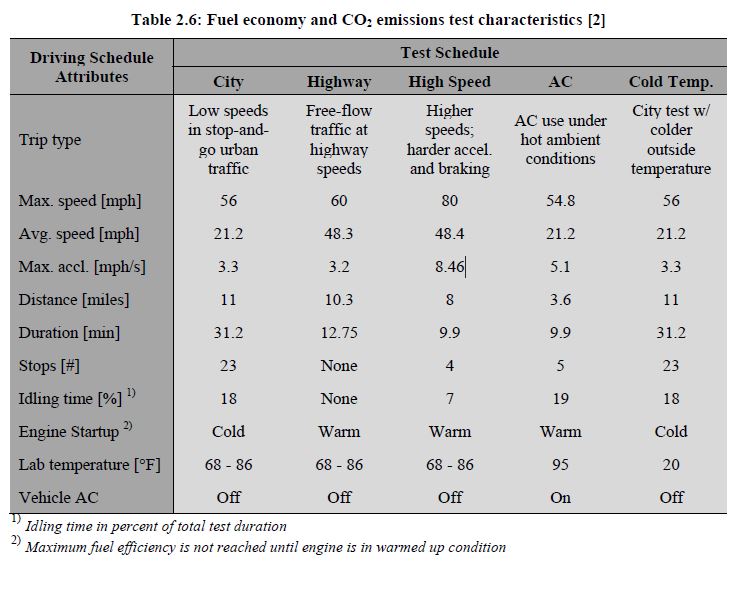 Table 2.6: Fuel economy and CO₂ emissions test characteristics [2]
Driving Schedule Attributes Test Schedule
City Highway High Speed AC Cold Temp.
Trip type Low speeds in stop-and-go urban traffic Free-flow traffic at highway speeds Higher speeds; harder accel. and braking AC use under hot ambient conditions City test w/ colder outside temperature
Max. speed [mph] 56 60 80 54.8 56
Avg. speed [mph] 21.2 48.3 48.4 21.2 21.2
Max. accl. [mph/s] 3.3 3.2 8.46 5.1 3.3
Distance [miles] 11 10.3 8 3.6 11
Duration [min] 31.2 12.75 9.9 9.9 31.2
Stops [#] 23 None 4 5 23
Idling time [%] 1) 18 None 7 19 18
Engine Startup 2) Cold Warm Warm Warm Cold
Lab temperature [°F] 68 - 86 68 - 86 68 - 86 95 20
Vehicle AC Off Off Off On Off
1) Idling time in percent of total test duration
2) Maximum fuel efficiency is not reached until engine is in warmed up condition